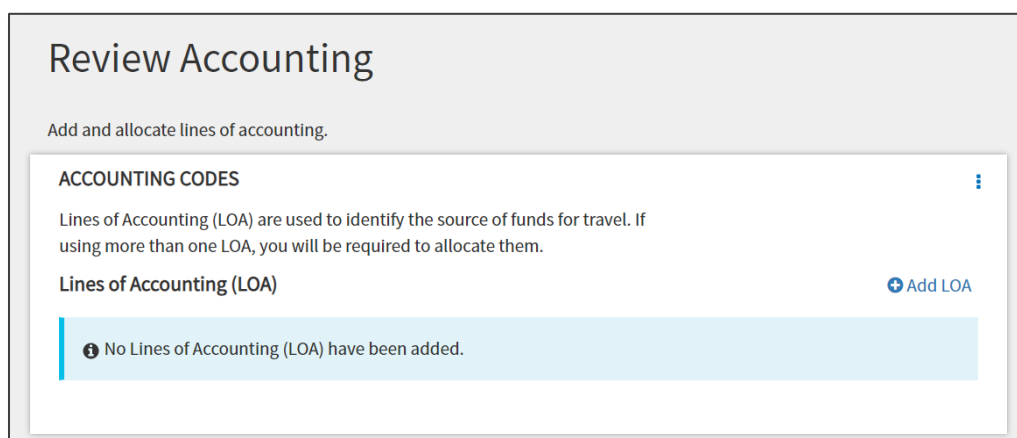 Review Accounting
Add and allocate lines of accounting.
ACCOUNTING CODES
Lines of Accounting (LOA) are used to identify the source of funds for travel. If
using more than one LOA, you will be required to allocate them.
Lines of Accounting (LOA)
Add LOA
No Lines of Accounting (LOA) have been added.